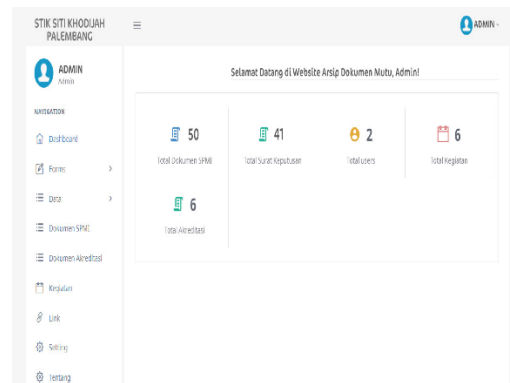 STIK SITI KHODIJAH
PALEMBANG
ADMIN
ADMIN
Admin
Selamat Datang di Website Arsip Dokumen Mutu, Admin!
NAVIGATION
Dashboard
Forms
Data
Dokumen SPMI
Dokumen Akreditasi
Kegiatan
Link
Setting
Tentang
50
Total Dokumen SPMI
41
Total Surat Keputusan
2
Total users
6
Total Kegiatan
6
Total Akreditasi